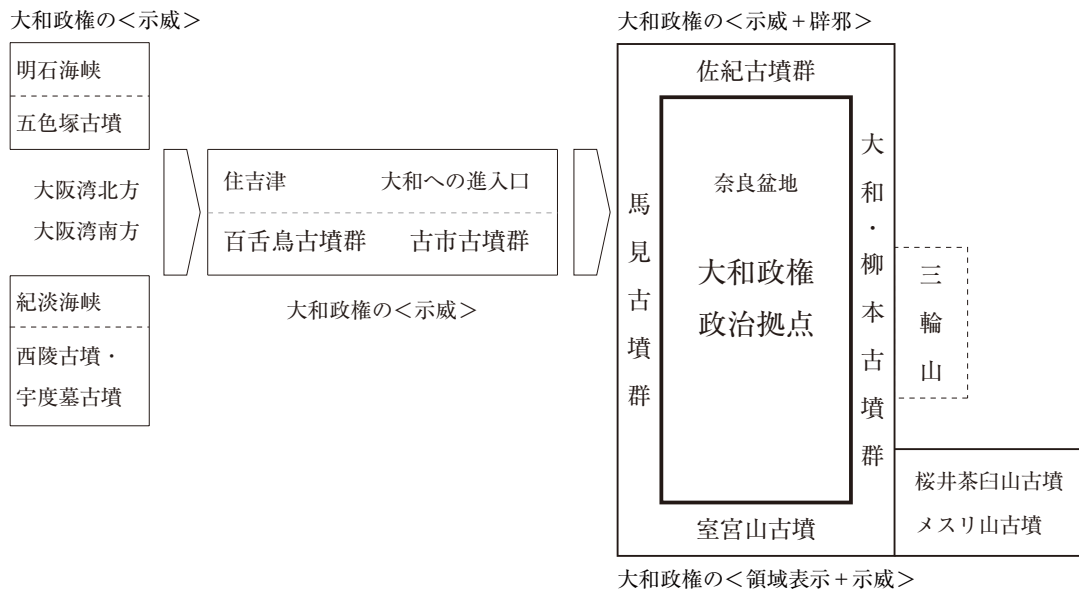 大和政権の＜示威＞
明石海峡
五色塚古墳
大阪湾北方
大阪湾南方
紀淡海峡
西陵古墳・
宇度墓古墳
住吉津
大和への進入口
百舌鳥古墳群
古市古墳群
大和政権の＜示威＞
大和政権の＜示威＋辟邪＞
佐紀古墳群
馬見古墳群
奈良盆地
大和政権
政治拠点
大和・柳本古墳群
三輪山
室宮山古墳
桜井茶臼山古墳
メスリ山古墳
大和政権の＜領域表示＋示威＞